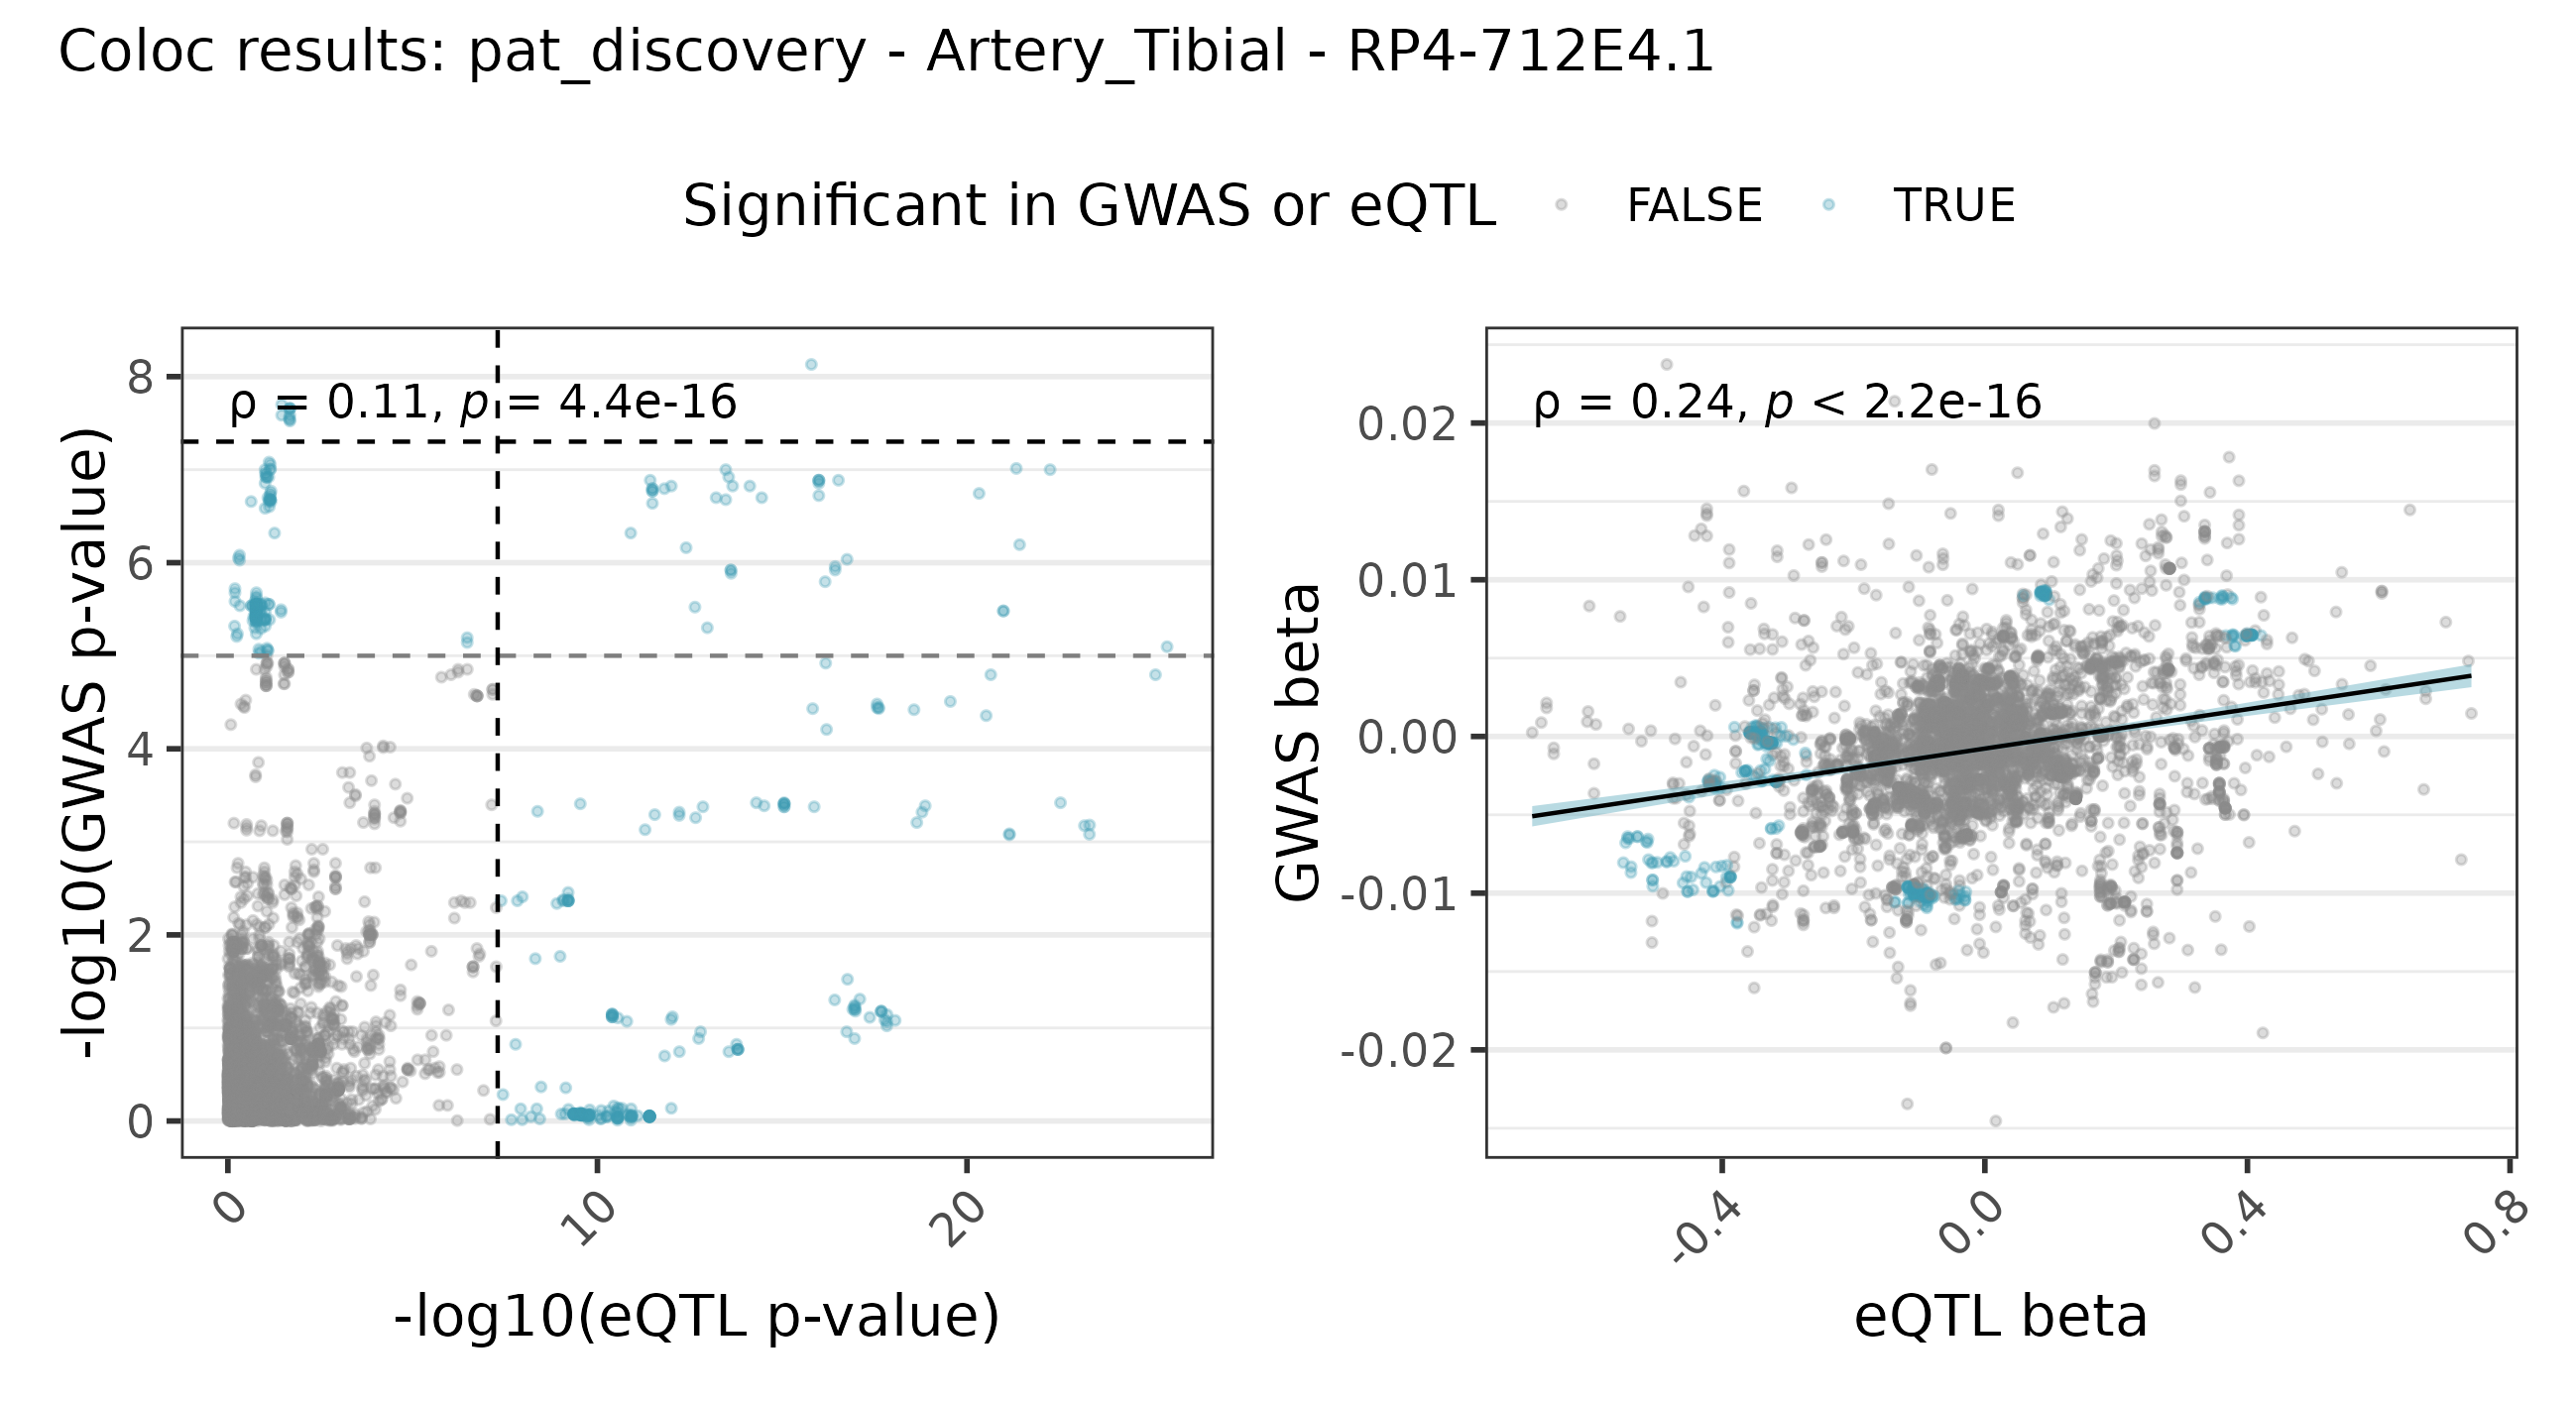 Coloc results: pat_discovery - Artery_Tibial - RP4-712E4.1
Significant in GWAS or eQTL FALSE TRUE
ρ = 0.11, p = 4.4e-16
-log10(GWAS p-value)
8
6
4
2
0
0 10 20
-log10(eQTL p-value)
ρ = 0.24, p < 2.2e-16
GWAS beta
0.02
0.01
0.00
-0.01
-0.02
-0.4 0.0 0.4 0.8
eQTL beta